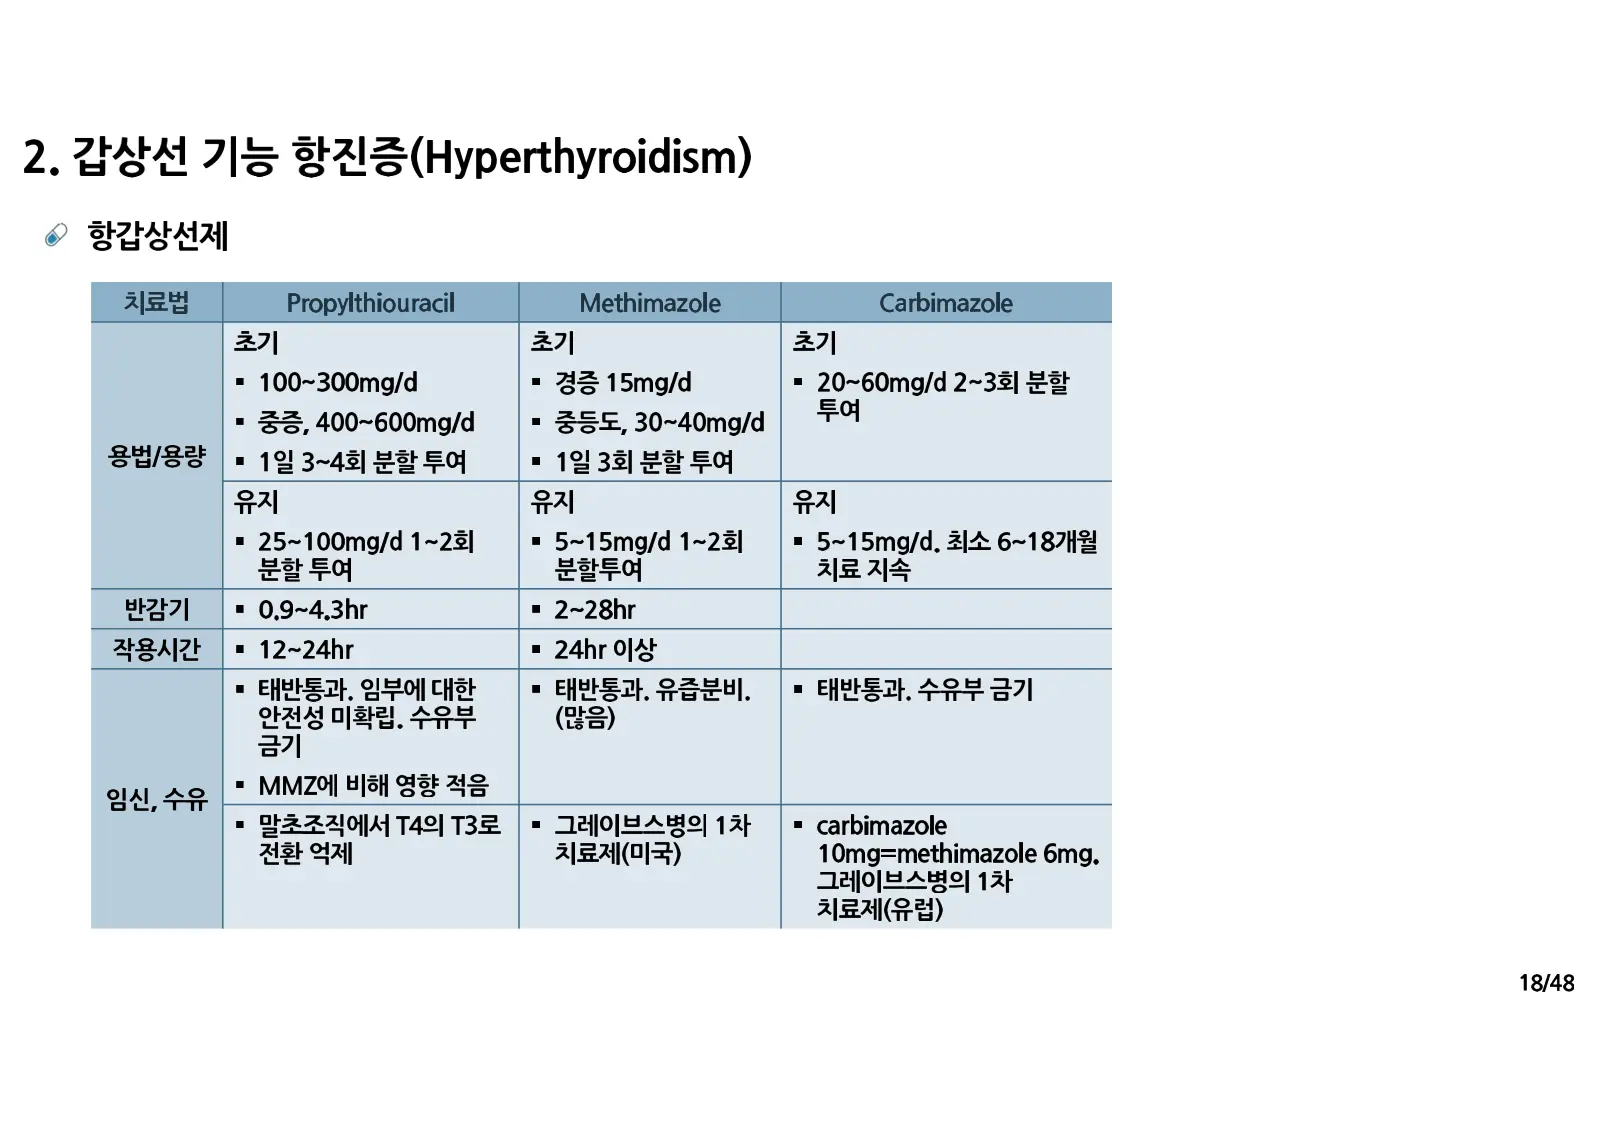 2. 갑상선 기능 항진증(Hyperthyroidism)
항갑상선제
치료법 Propylthiouracil Methimazole Carbimazole
용법/용량
초기
▪ 100~300mg/d
▪ 중증, 400~600mg/d
▪ 1일 3~4회 분할 투여
초기
▪ 경증 15mg/d
▪ 중등도, 30~40mg/d
▪ 1일 3회 분할 투여
초기
▪ 20~60mg/d 2~3회 분할
투여
유지
▪ 25~100mg/d 1~2회
분할 투여
유지
▪ 5~15mg/d 1~2회
분할투여
유지
▪ 5~15mg/d. 최소 6~18개월
치료 지속
반감기 ▪ 0.9~4.3hr ▪ 2~28hr
작용시간 ▪ 12~24hr ▪ 24hr 이상
임신, 수유
▪ 태반통과. 임부에 대한
안전성 미확립. 수유부
금기
▪ MMZ에 비해 영향 적음
▪ 태반통과. 유즙분비.
(많음)
▪ 태반통과. 수유부 금기
▪ 말초조직에서 T4의 T3로
전환 억제
▪ 그레이브스병의 1차
치료제(미국)
▪ carbimazole
10mg=methimazole 6mg.
그레이브스병의 1차
치료제(유럽)
18/48